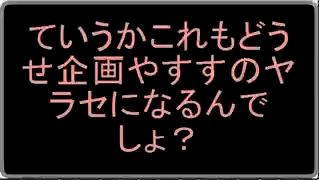 ていうかこれもどう
せ企画やすすのヤ
ラセになるんで
しょ？